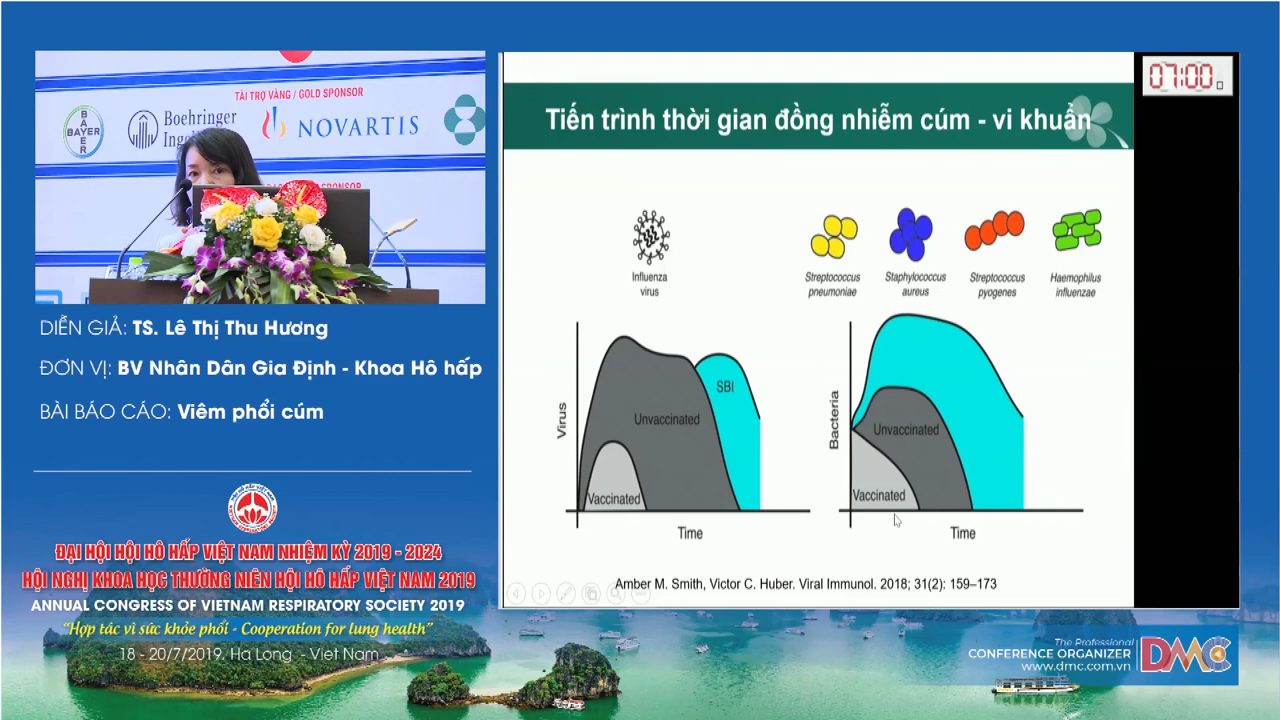 TÀI TRỢ VÀNG / GOLD SPONSOR
BAYER
BAYER
Boehringer
NOVARTIS
SPONSOR
DIỄN GIẢ: TS. Lê Thị Thu Hương
ĐƠN VỊ: BV Nhân Dân Gia Định - Khoa Hô hấp
BÀI BÁO CÁO: Viêm phổi cúm
ĐẠI HỘI HỘI HÔ HẤP VIỆT NAM NHIỆM KỲ 2019 - 2024
HỘI NGHỊ KHOA HỌC THƯỜNG NIÊN HỘI HÔ HẤP VIỆT NAM 2019
ANNUAL CONGRESS OF VIETNAM RESPIRATORY SOCIETY 2019
“Hợp tác vì sức khỏe phổi - Cooperation for lung health”
18 - 20/7/2019. Ha Long - Viet Nam
07:00
Tiến trình thời gian đồng nhiễm cúm - vi khuẩn
Influenza
virus
Streptococcus
pneumoniae
Staphylococcus
aureus
Streptococcus
pyogenes
Haemophilus
influenzae
Virus
SBI
Unvaccinated
Vaccinated
Time
Bacteria
Unvaccinated
Vaccinated
Time
Amber M. Smith, Victor C. Huber. Viral Immunol. 2018; 31(2): 159–173
The Professional
CONFERENCE ORGANIZER
www.dmc.com.vn
DMC